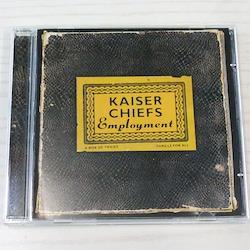 KAISER
CHIEFS
Employment
A BOX OF TRICKS THRILLS FOR ALL